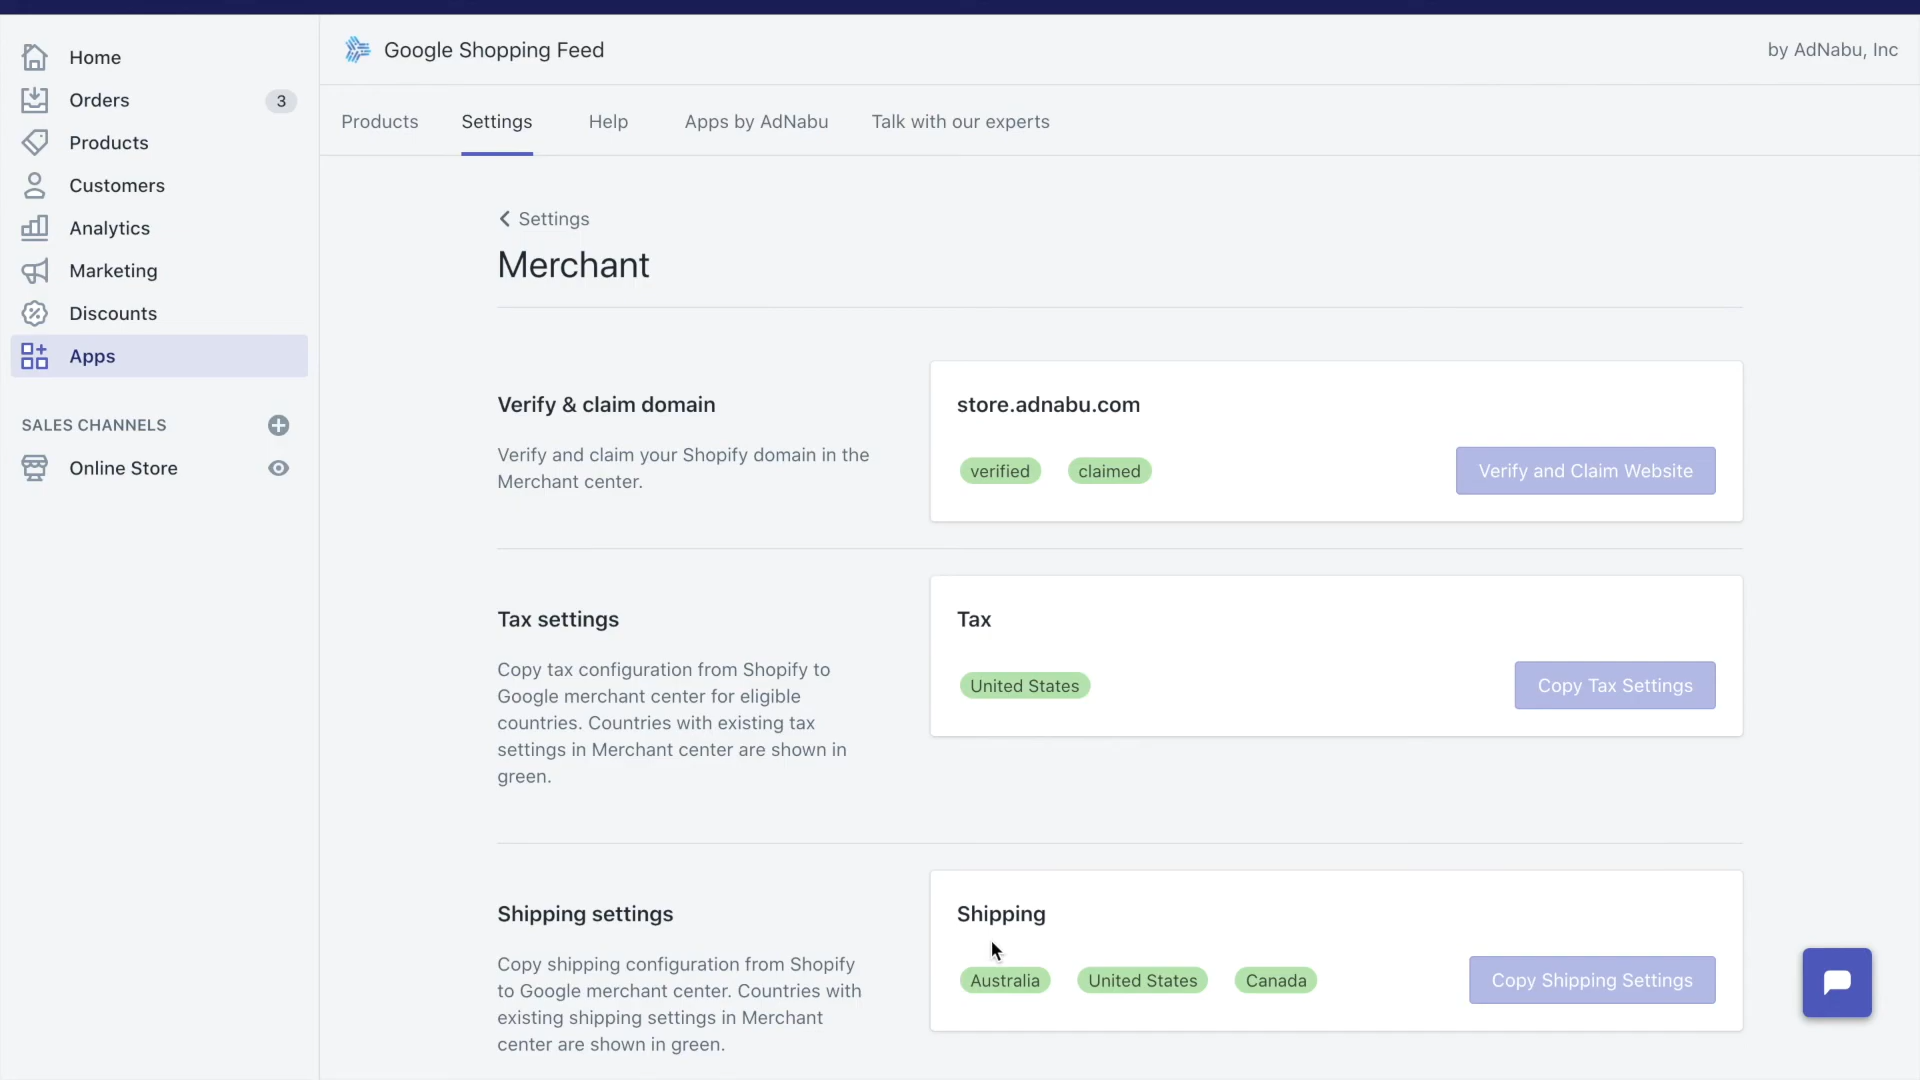 Home
Orders
3
Products
Customers
Analytics
Marketing
Discounts
Apps
SALES CHANNELS
Online Store
Google Shopping Feed
by AdNabu, Inc
Products
Settings
Help
Apps by AdNabu
Talk with our experts
Settings
Merchant
Verify & claim domain
Verify and claim your Shopify domain in the
Merchant center.
store.adnabu.com
verified
claimed
Verify and Claim Website
Tax settings
Copy tax configuration from Shopify to
Google merchant center for eligible
countries. Countries with existing tax
settings in Merchant center are shown in
green.
Tax
United States
Copy Tax Settings
Shipping settings
Copy shipping configuration from Shopify
to Google merchant center. Countries with
existing shipping settings in Merchant
center are shown in green.
Shipping
Australia
United States
Canada
Copy Shipping Settings